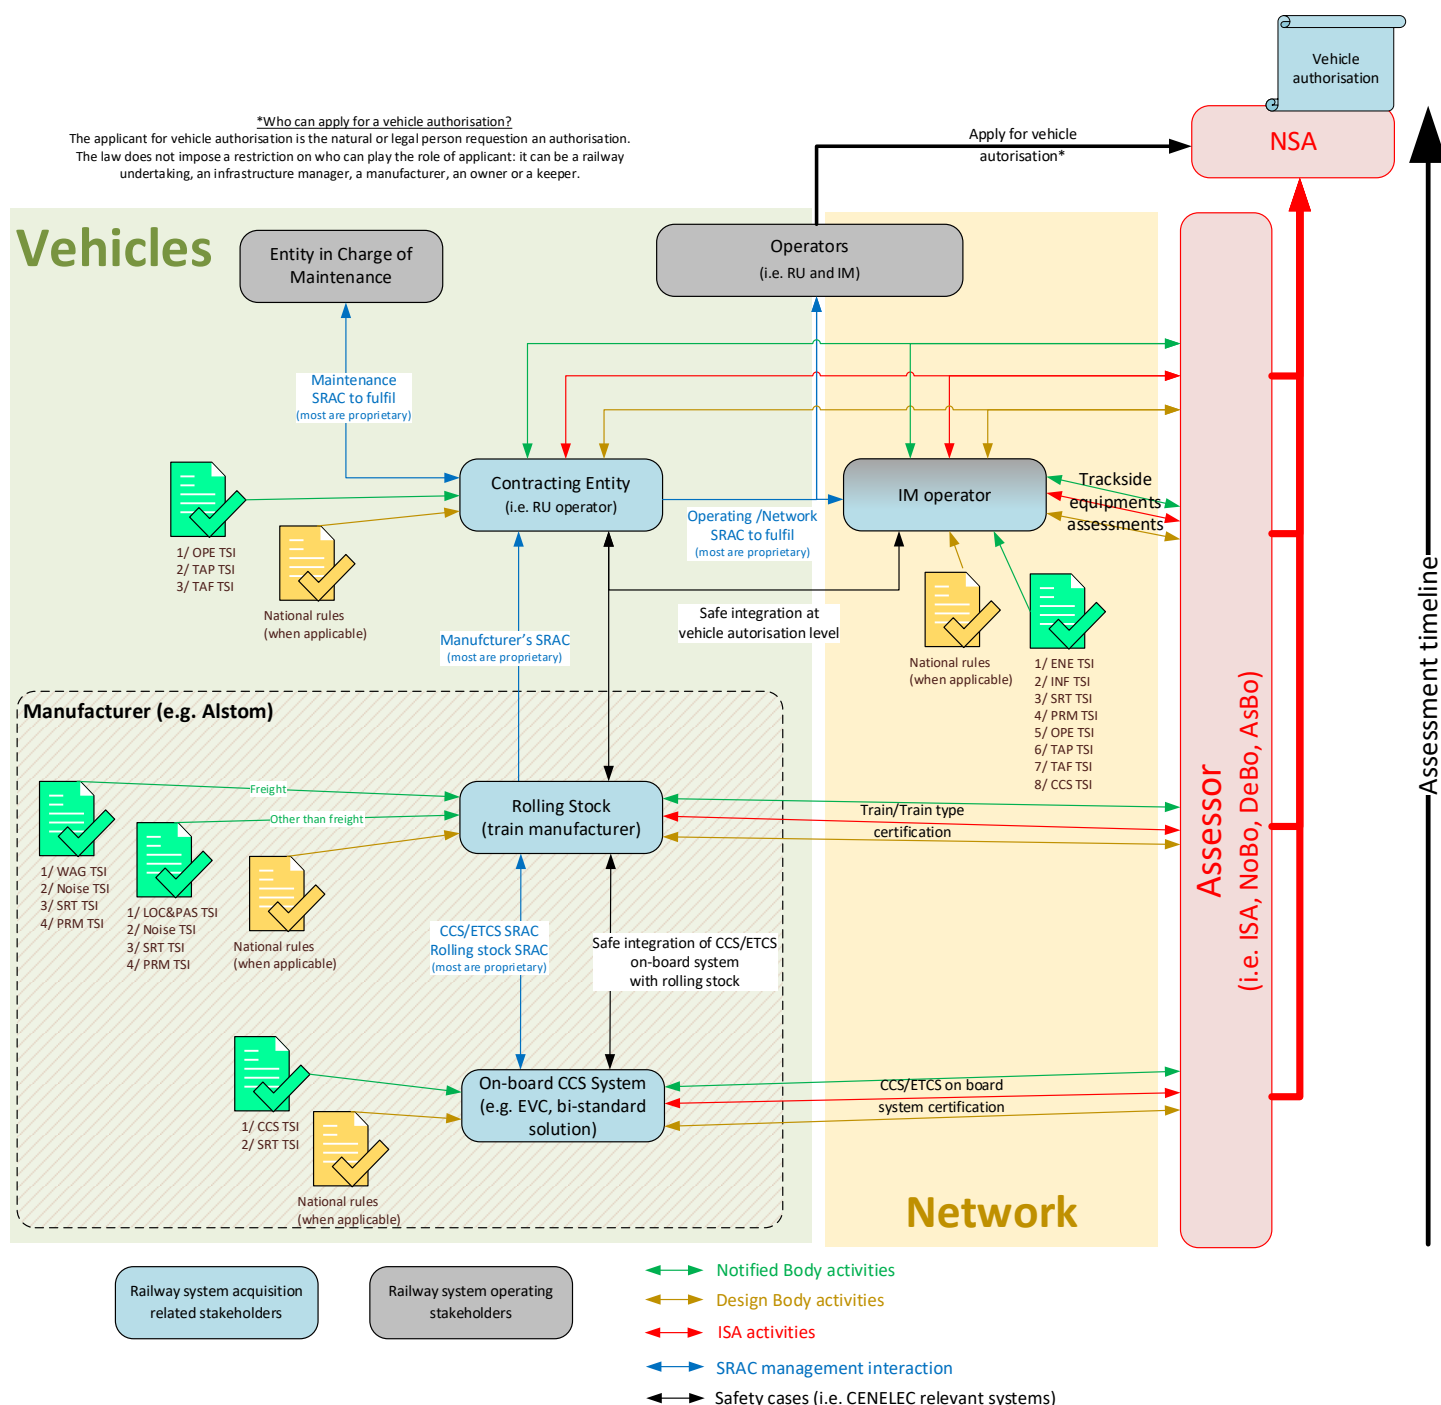 Vehicle
authorisation
*Who can apply for a vehicle authorisation?
The applicant for vehicle authorisation is the natural or legal person requestion an authorisation.
The law does not impose a restriction on who can play the role of applicant: it can be a railway
undertaking, an infrastructure manager, a manufacturer, an owner or a keeper.
Apply for vehicle
autorisation*
NSA
Vehicles
Entity in Charge of
Maintenance
Operators
(i.e. RU and IM)
Maintenance
SRAC to fulfil
(most are proprietary)
Contracting Entity
(i.e. RU operator)
IM operator
Trackside
equipments
assessments
Operating /Network
SRAC to fulfil
(most are proprietary)
1/ OPE TSI
2/ TAP TSI
3/ TAF TSI
National rules
(when applicable)
Safe integration at
vehicle autorisation level
Manufcturer's SRAC
(most are proprietary)
National rules
(when applicable)
1/ ENE TSI
2/ INF TSI
3/ SRT TSI
4/ PRM TSI
5/ OPE TSI
6/ TAP TSI
7/ TAF TSI
8/ CCS TSI
Manufacturer (e.g. Alstom)
Freight
Other than freight
Rolling Stock
(train manufacturer)
Train/Train type
certification
1/ WAG TSI
2/ Noise TSI
3/ SRT TSI
4/ PRM TSI
1/ LOC&PAS TSI
2/ Noise TSI
3/ SRT TSI
4/ PRM TSI
National rules
(when applicable)
CCS/ETCS SRAC
Rolling stock SRAC
(most are proprietary)
Safe integration of CCS/ETCS
on-board system
with rolling stock
On-board CCS System
(e.g. EVC, bi-standard
solution)
CCS/ETCS on board
system certification
1/ CCS TSI
2/ SRT TSI
National rules
(when applicable)
Network
Assessor
(i.e. ISA, NoBo, DeBo, AsBo)
Assessment timeline
Railway system acquisition
related stakeholders
Railway system operating
stakeholders
Notified Body activities
Design Body activities
ISA activities
SRAC management interaction
Safety cases (i.e. CENELEC relevant systems)